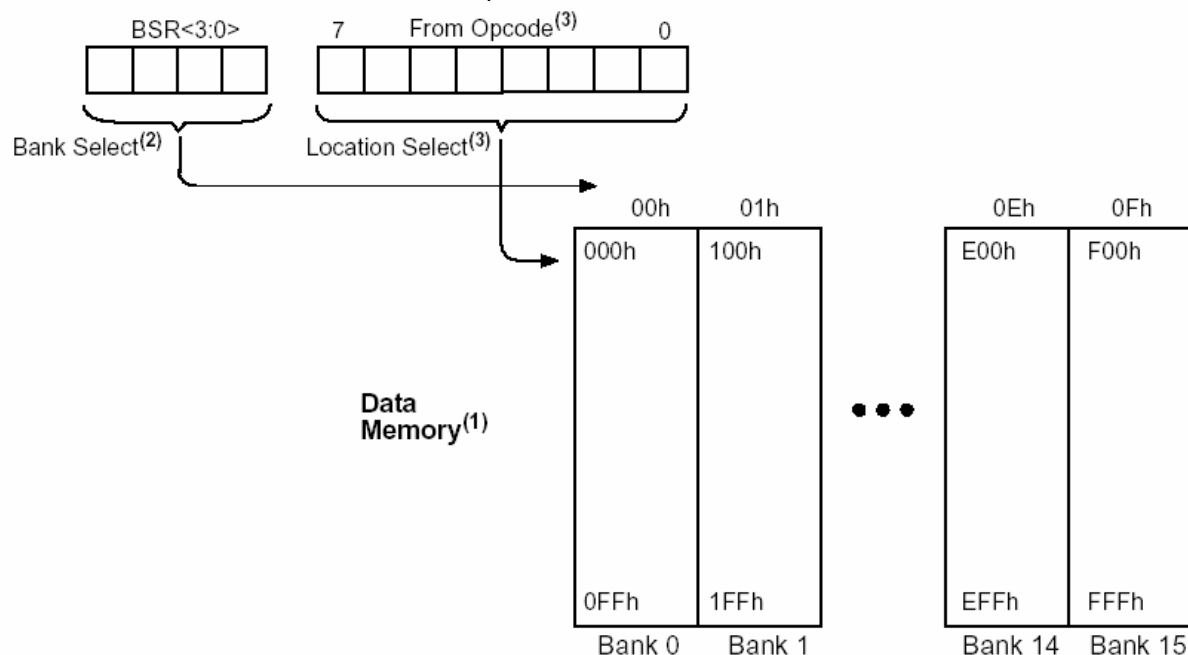 BSR<3:0>
7 From Opcode(3) 0
Bank Select(2)
Location Select(3)
00h 01h 0Eh 0Fh
000h 100h E00h F00h
Data
Memory(1)
0FFh 1FFh EFFh FFFh
Bank 0 Bank 1 Bank 14 Bank 15